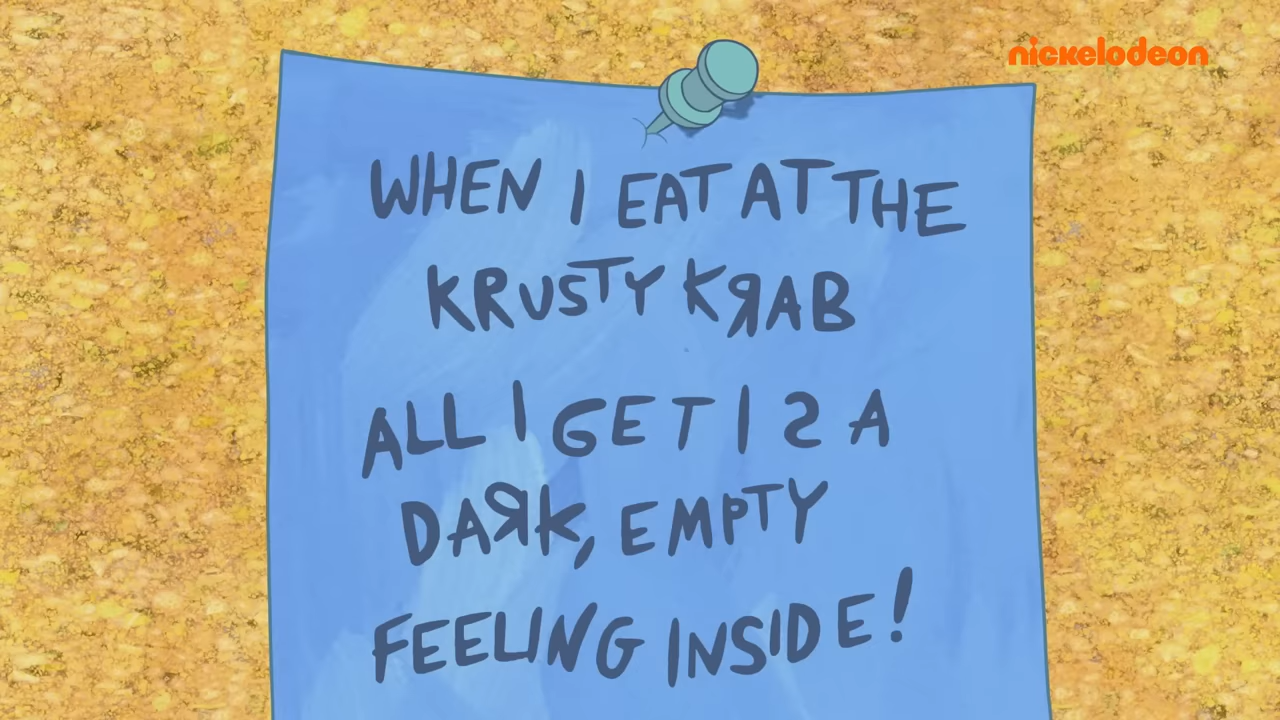 nickelodeon
WHEN I EAT AT THE
KRUSTY KRAB
ALL I GET IS A
DARK, EMPTY
FEELING INSIDE!